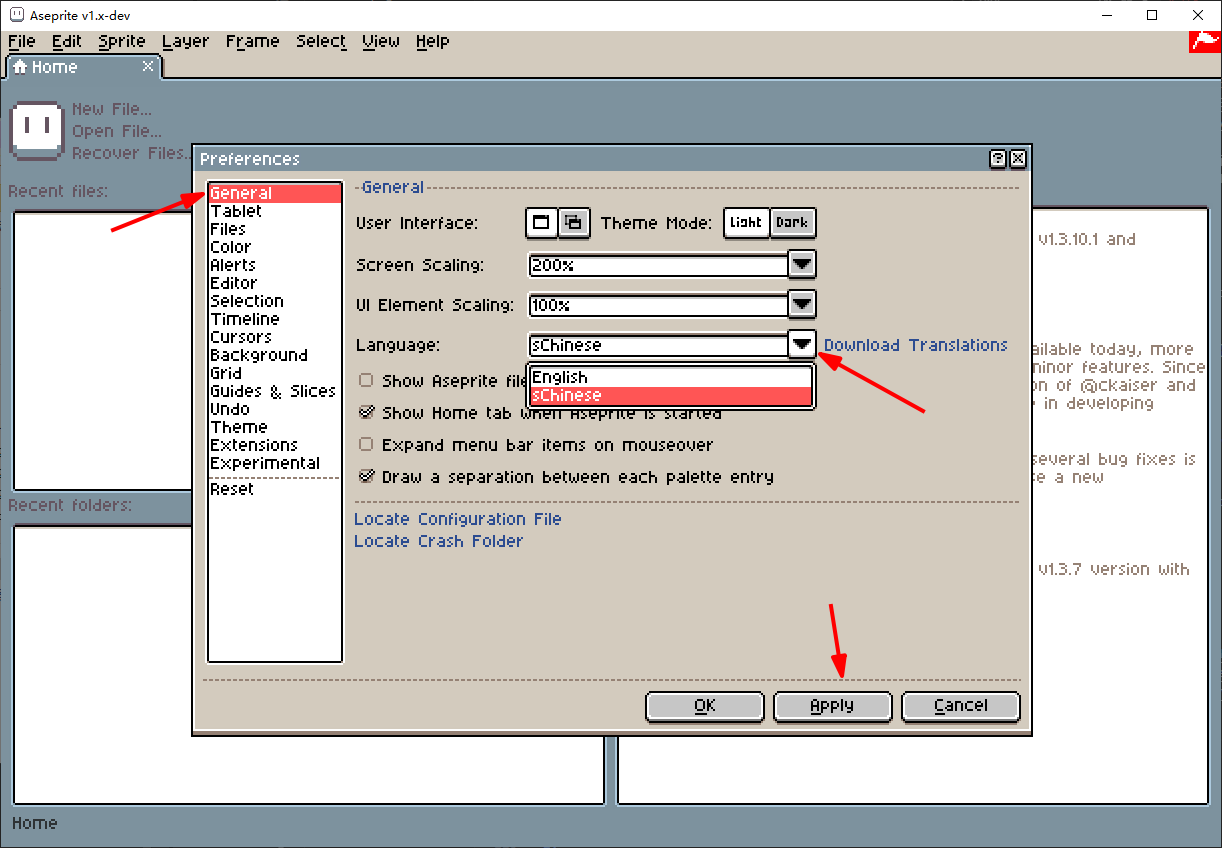 Aseprite v1.x-dev
File Edit Sprite Layer Frame Select View Help
Home
New File...
Open File...
Recover Files...
Recent files:
Recent folders:
Preferences
General
Tablet
Files
Color
Alerts
Editor
Selection
Timeline
Cursors
Background
Grid
Guides & Slices
Undo
Theme
Extensions
Experimental
Reset
General
User Interface: Theme Mode: Light Dark
Screen Scaling: 200%
UI Element Scaling: 100%
Language: sChinese Download Translations
English
sChinese
Show Aseprite file
Show Home tab when Aseprite is started
Expand menu bar items on mouseover
Draw a separation between each palette entry
Locate Configuration File
Locate Crash Folder
OK Apply Cancel
v1.3.10.1 and
ailable today, more
minor features. Since
on of @ckaiser and
in developing
several bug fixes is
e a new
v1.3.7 version with
Home